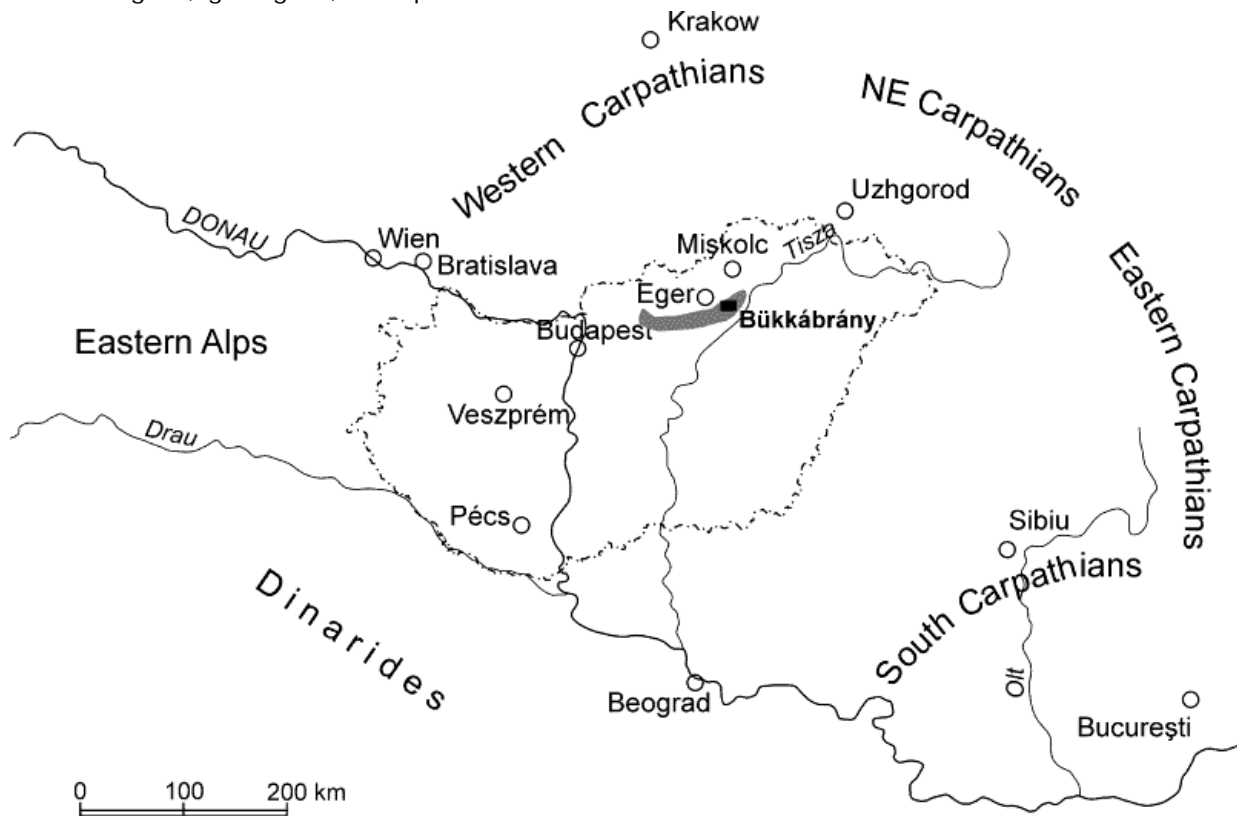 Krakow
Western Carpathians
NE Carpathians
Uzhgorod
DONAU
Wien
Bratislava
Miskolc
Tisza
Eger
Bükkábrány
Budapest
Eastern Alps
Eastern Carpathians
Veszprém
Drau
Pécs
Sibiu
South Carpathians
Dinarides
Olt
Beograd
Bucureşti
0 100 200 km